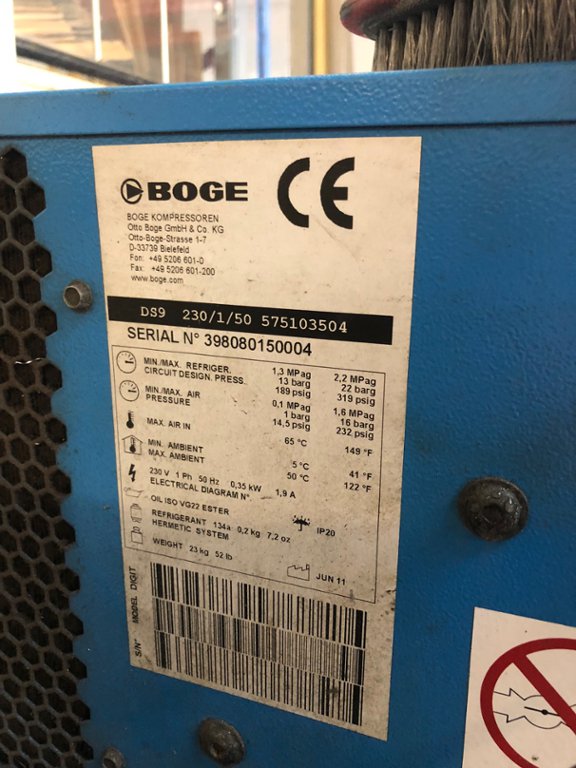 BOGE
CE
BOGE KOMPRESSOREN
Otto Boge GmbH & Co. KG
Otto-Boge-Strasse 1-7
D-33739 Bielefeld
Fon: +49 5206 601-0
Fax: +49 5206 601-200
www.boge.com
DS9 230/1/50 575103504
SERIAL N° 398080150004
MIN./MAX. REFRIGER. 1,3 MPag 2,2 MPag
CIRCUIT DESIGN. PRESS. 13 barg 22 barg
189 psig 319 psig
MIN./MAX. AIR 0,1 MPag 1,6 MPag
PRESSURE 1 barg 16 barg
14,5 psig 232 psig
MAX. AIR IN 65 °C 149 °F
MIN. AMBIENT 5 °C 41 °F
MAX. AMBIENT 50 °C 122 °F
230 V 1 Ph 50 Hz 0,35 kW 1,9 A
ELECTRICAL DIAGRAM N°.
OIL ISO VG22 ESTER
REFRIGERANT 134a 0,2 kg 7,2 oz IP20
HERMETIC SYSTEM
WEIGHT 23 kg 52 lb JUN 11
S/N° MODEL DIGIT